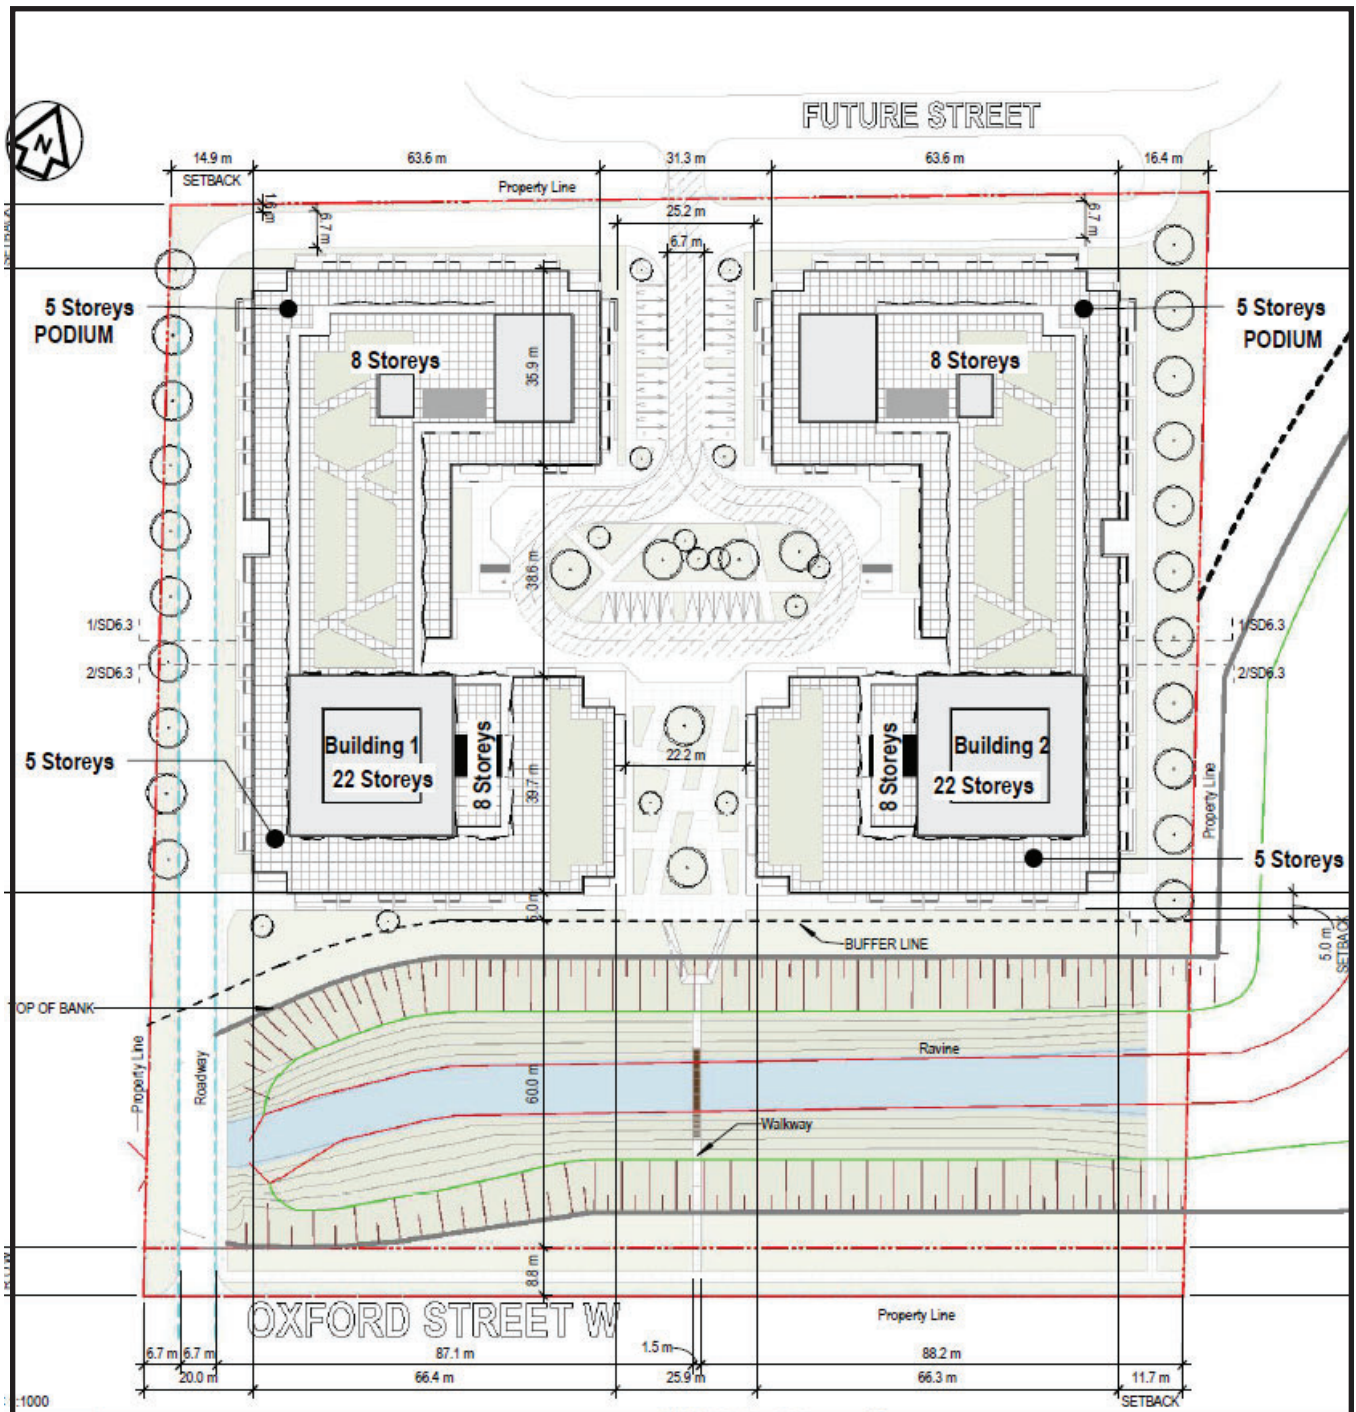 FUTURE STREET
N
14.9 m
63.6 m
31.3 m
63.6 m
16.4 m
SETBACK
Property Line
1.6 m
6.7 m
25.2 m
6.7 m
6.7 m
SETBACK
5 Storeys
PODIUM
8 Storeys
35.9 m
8 Storeys
5 Storeys
PODIUM
38.6 m
1/SD6.3
2/SD6.3
1/SD6.3
2/SD6.3
Building 1
22 Storeys
8 Storeys
22.2 m
39.7 m
8 Storeys
Building 2
22 Storeys
Property Line
5 Storeys
5 Storeys
5.0 m
BUFFER LINE
5.0 m
SETBACK
TOP OF BANK
Property Line
Roadway
Ravine
60.0 m
Walkway
8.8 m
OXFORD STREET W
Property Line
6.7 m
6.7 m
87.1 m
1.5 m
88.2 m
20.0 m
66.4 m
25.9 m
66.3 m
11.7 m
SETBACK
:1000